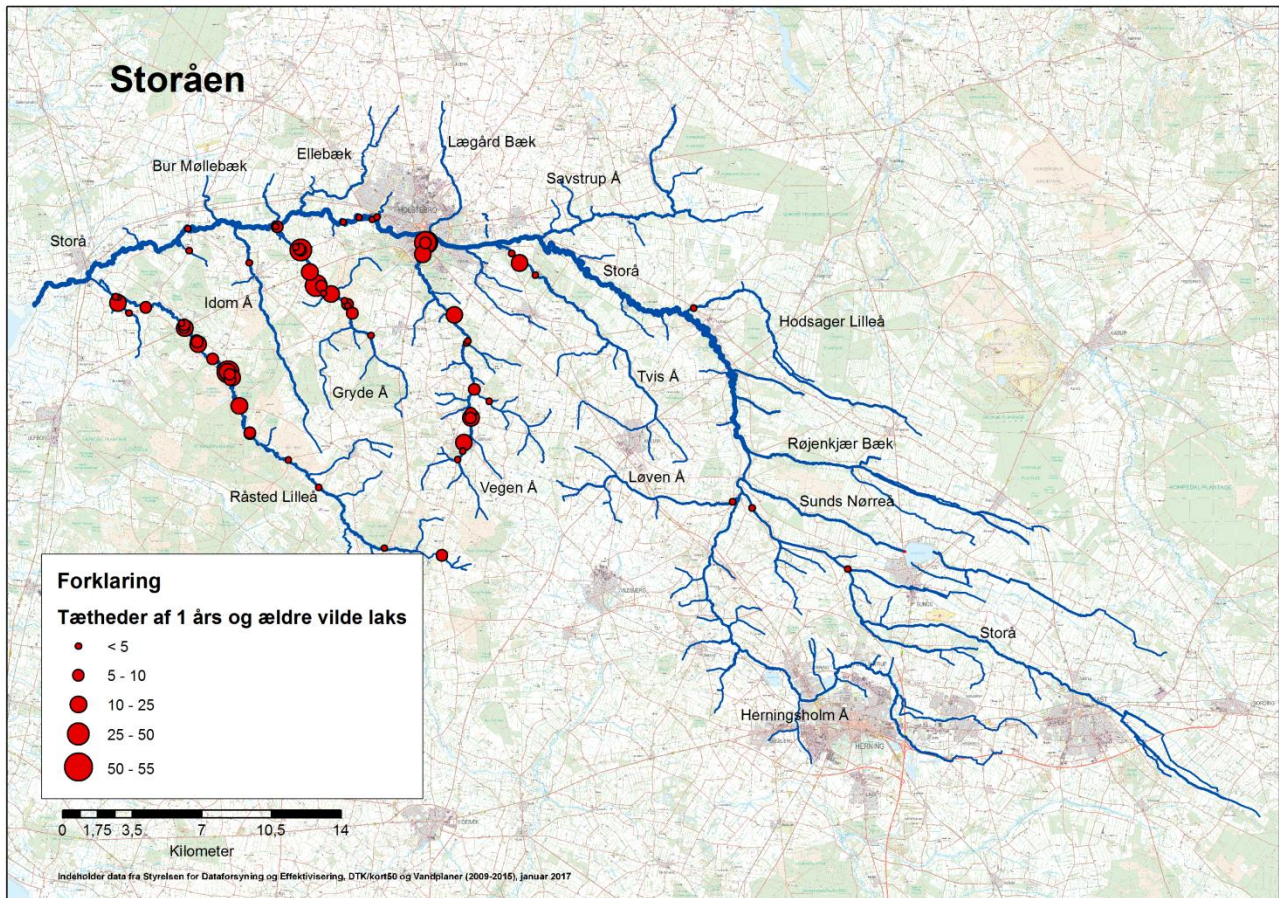 Storåen
Lægård Bæk
Ellebæk
Bur Møllebæk
Savstrup Å
HOLSTEBRO
Storå
Storå
Idom Å
Hodsager Lilleå
Tvis Å
Gryde Å
Røjenkjær Bæk
Løven Å
Vegen Å
Råsted Lilleå
Sunds Nørreå
SUNDS
Storå
Herningsholm Å
HERNING
Forklaring
Tætheder af 1 års og ældre vilde laks
< 5
5 - 10
10 - 25
25 - 50
50 - 55
0 1,75 3,5 7 10,5 14
Kilometer
Indeholder data fra Styrelsen for Dataforsyning og Effektivisering, DTK/kort50 og Vandplaner (2009-2015), januar 2017